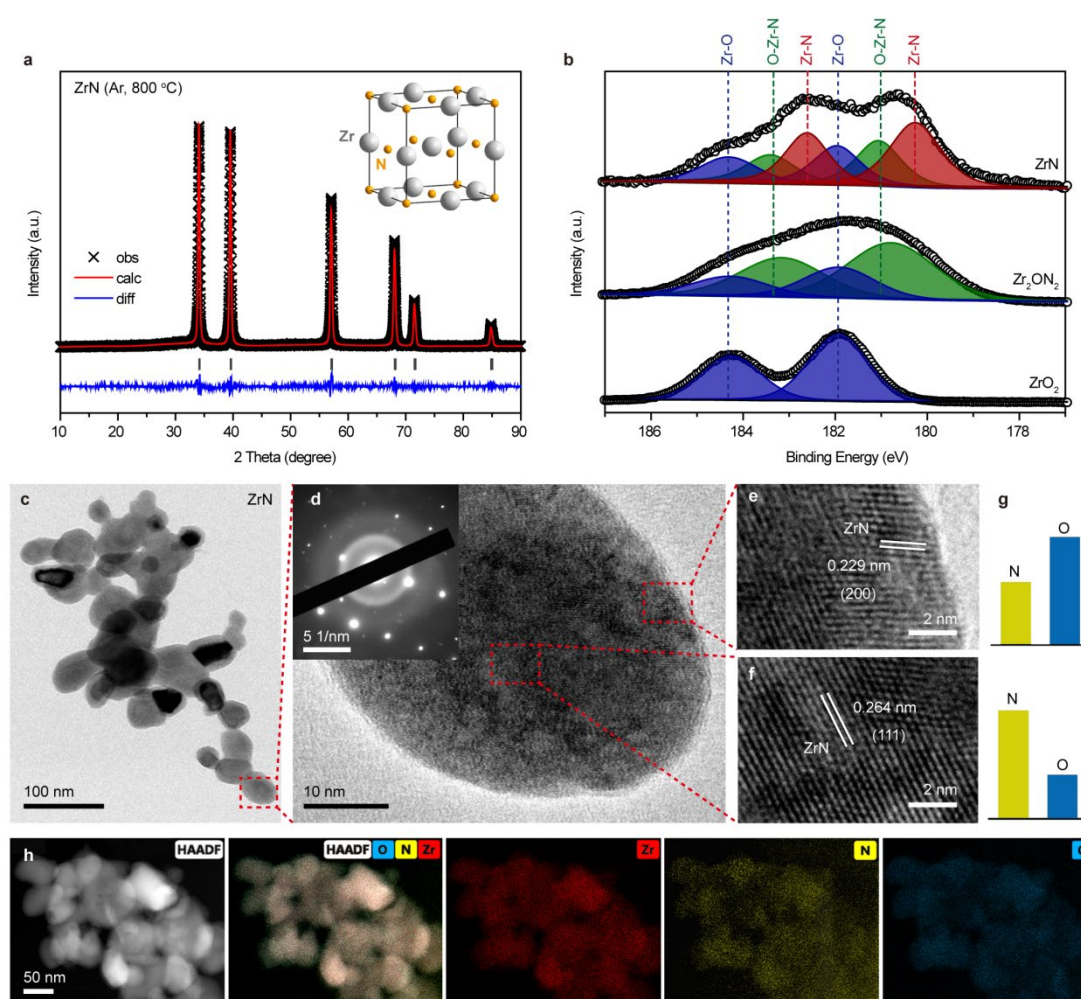 a
ZrN (Ar, 800 °C)
Zr
N
obs
calc
diff
Intensity (a.u.)
10 20 30 40 50 60 70 80 90
2 Theta (degree)
b
Zr-O
O-Zr-N
Zr-N
Zr-O
O-Zr-N
Zr-N
ZrN
Zr₂ON₂
ZrO₂
Intensity (a.u.)
186 184 182 180 178
Binding Energy (eV)
c
ZrN
100 nm
d
5 1/nm
10 nm
e
ZrN
0.229 nm
(200)
2 nm
f
0.264 nm
(111)
ZrN
2 nm
g
N
O
N
O
h
HAADF
50 nm
HAADF O N Zr
Zr
N